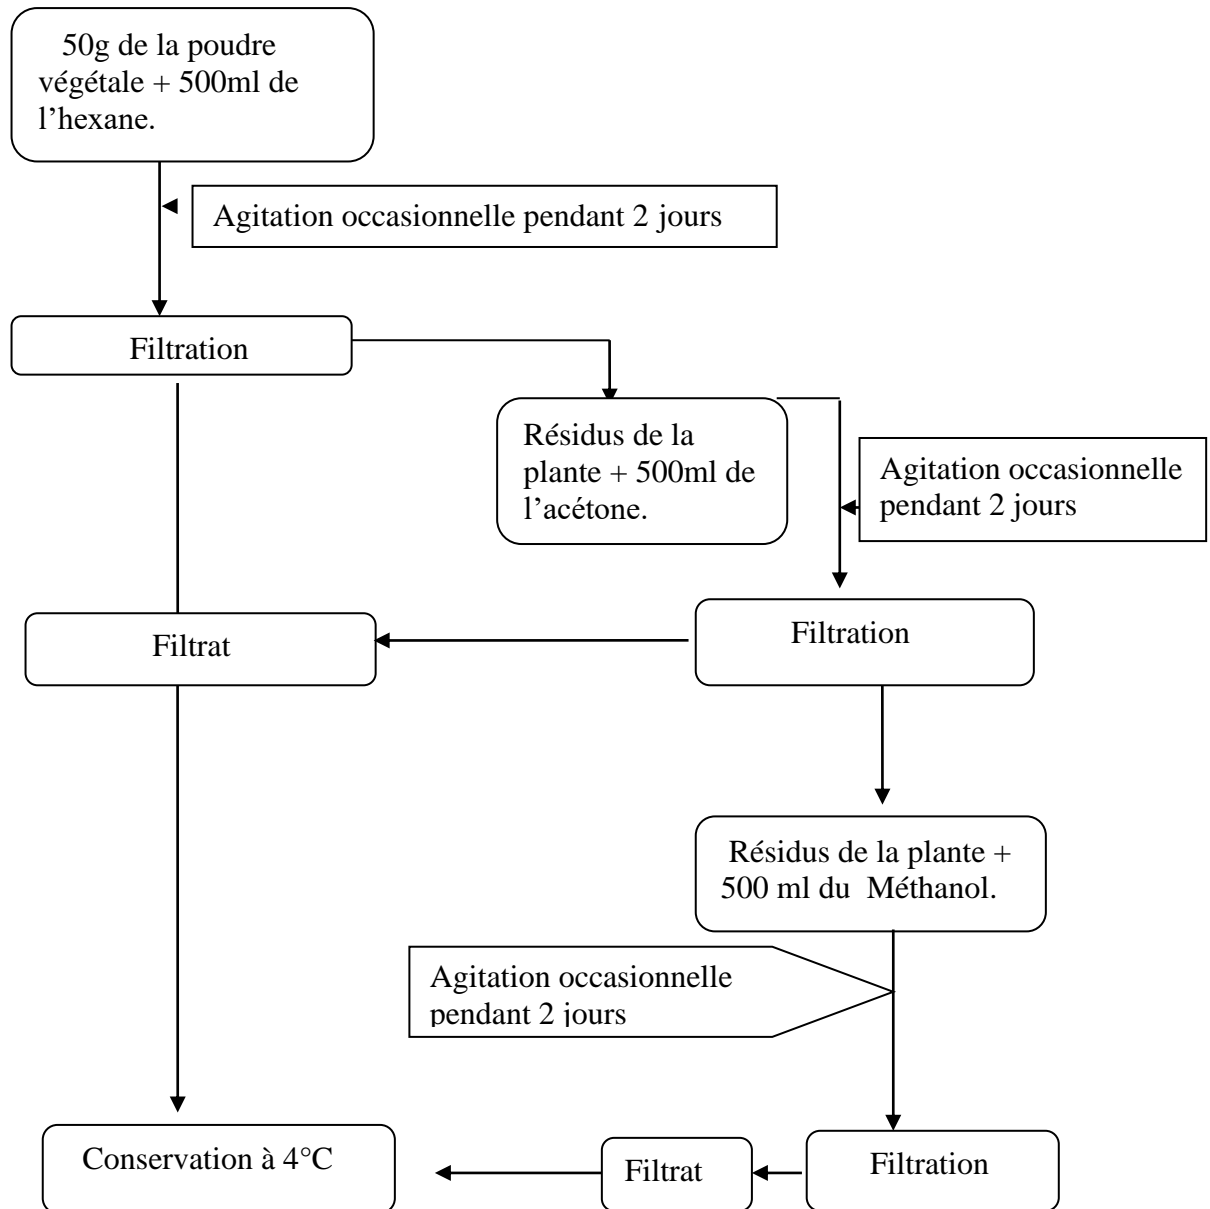 50g de la poudre
végétale + 500ml de
l’hexane.
Agitation occasionnelle pendant 2 jours
Filtration
Résidus de la
plante + 500ml de
l’acétone.
Agitation occasionnelle
pendant 2 jours
Filtrat
Filtration
Résidus de la plante +
500 ml du Méthanol.
Agitation occasionnelle
pendant 2 jours
Conservation à 4°C
Filtrat
Filtration